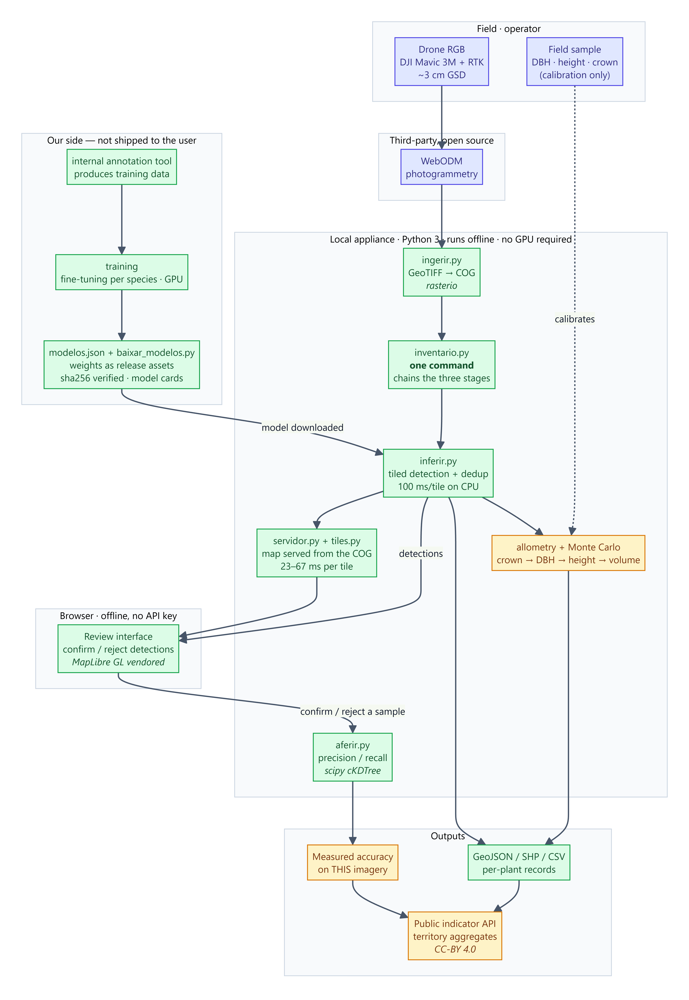 Field · operator
Drone RGB
DJI Mavic 3M + RTK
~3 cm GSD
Field sample
DBH · height · crown
(calibration only)
Our side — not shipped to the user
internal annotation tool
produces training data
Third-party, open source
WebODM
photogrammetry
Local appliance · Python 3 · runs offline · no GPU required
ingerir.py
GeoTIFF → COG
rasterio
training
fine-tuning per species · GPU
calibrates
modelos.json + baixar_modelos.py
weights as release assets
sha256 verified · model cards
inventario.py
one command
chains the three stages
model downloaded
inferir.py
tiled detection + dedup
100 ms/tile on CPU
servidor.py + tiles.py
map served from the COG
23–67 ms per tile
detections
allometry + Monte Carlo
crown → DBH → height → volume
Browser · offline, no API key
Review interface
confirm / reject detections
MapLibre GL vendored
confirm / reject a sample
aferir.py
precision / recall
scipy cKDTree
Outputs
Measured accuracy
on THIS imagery
GeoJSON / SHP / CSV
per-plant records
Public indicator API
territory aggregates
CC-BY 4.0